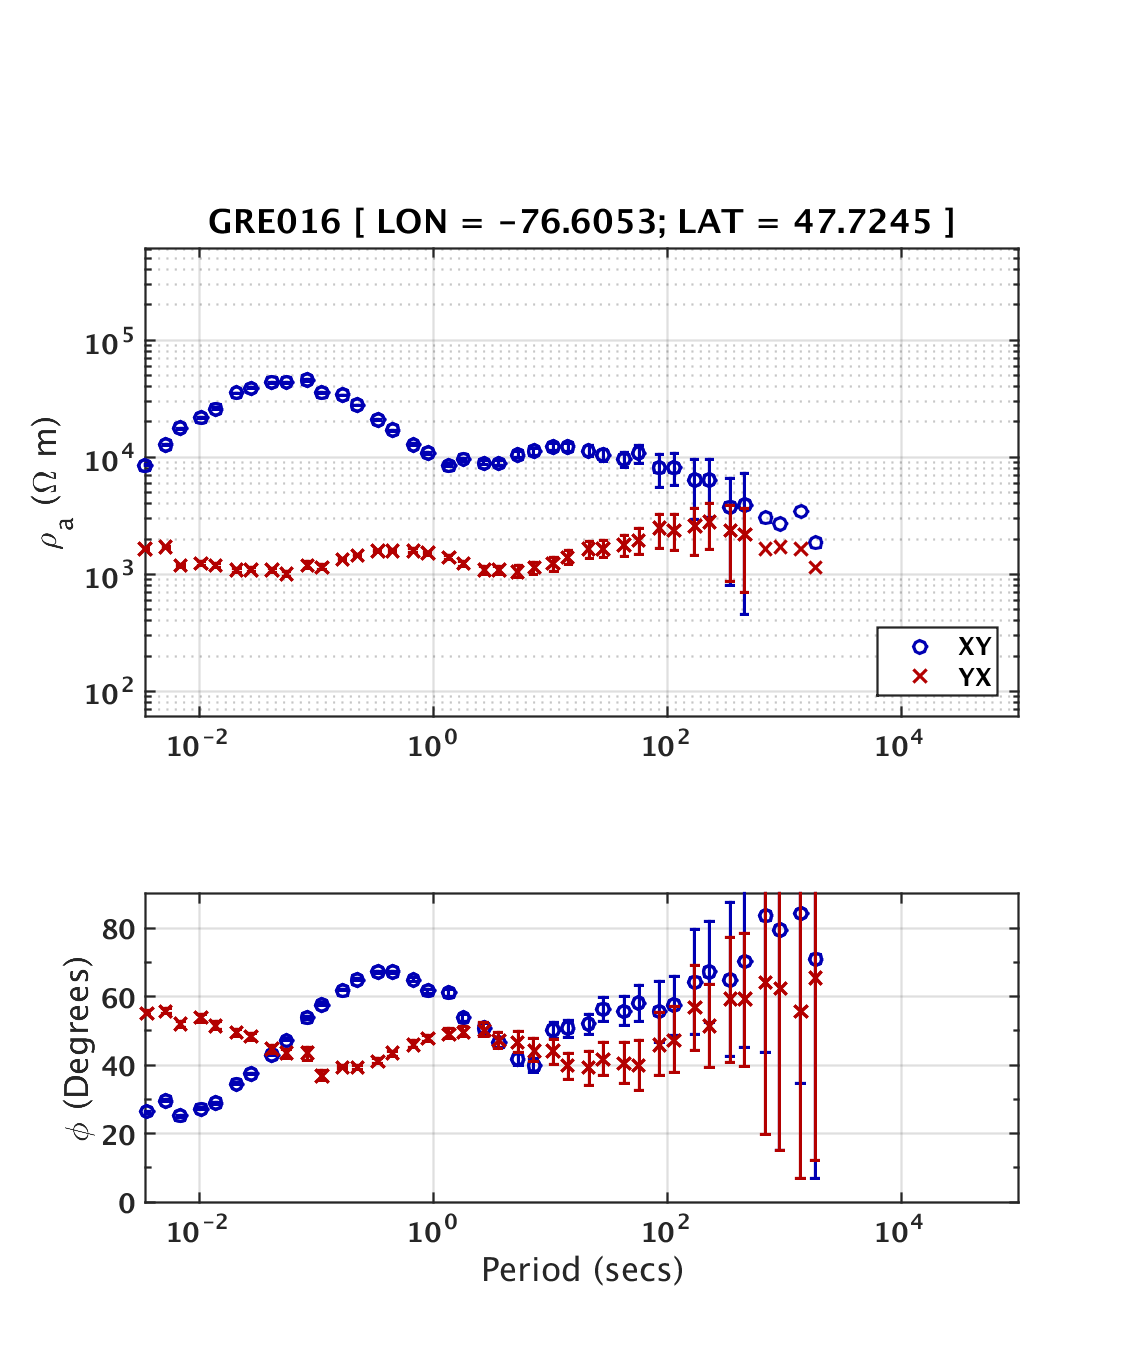 GRE016 [ LON = -76.6053; LAT = 47.7245 ]
ρa (Ω m)
10^5
10^4
10^3
10^2
XY
YX
10^-2 10^0 10^2 10^4
ϕ (Degrees)
80
60
40
20
0
10^-2 10^0 10^2 10^4
Period (secs)